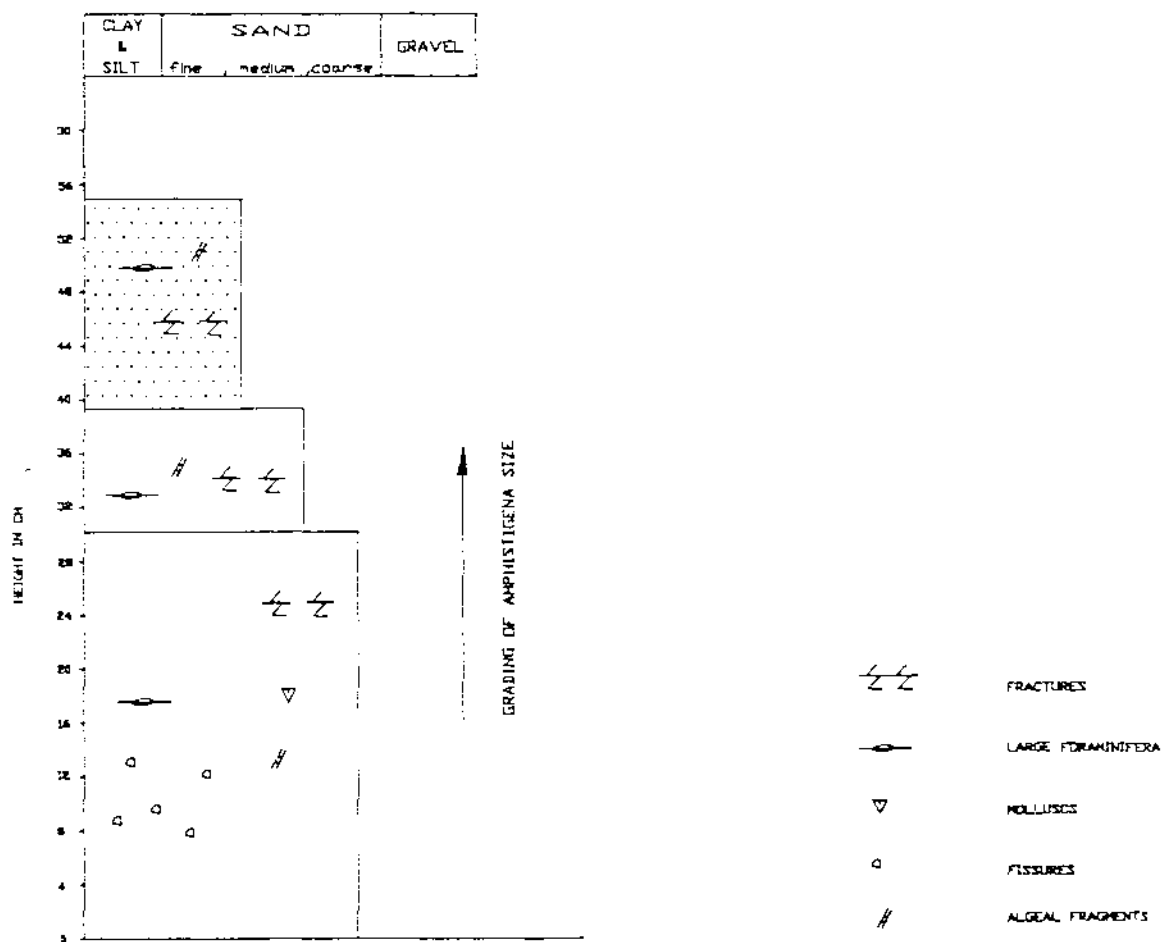 CLAY
&
SILT
SAND
fine medium coarse
GRAVEL
56
52
48
44
40
36
32
28
24
20
16
12
8
4
HEIGHT IN CM
GRADING OF AMPHISTIGENA SIZE
FRACTURES
LARGE FORAMINIFERA
MOLLUSCS
FISSURES
ALGEAL FRAGMENTS